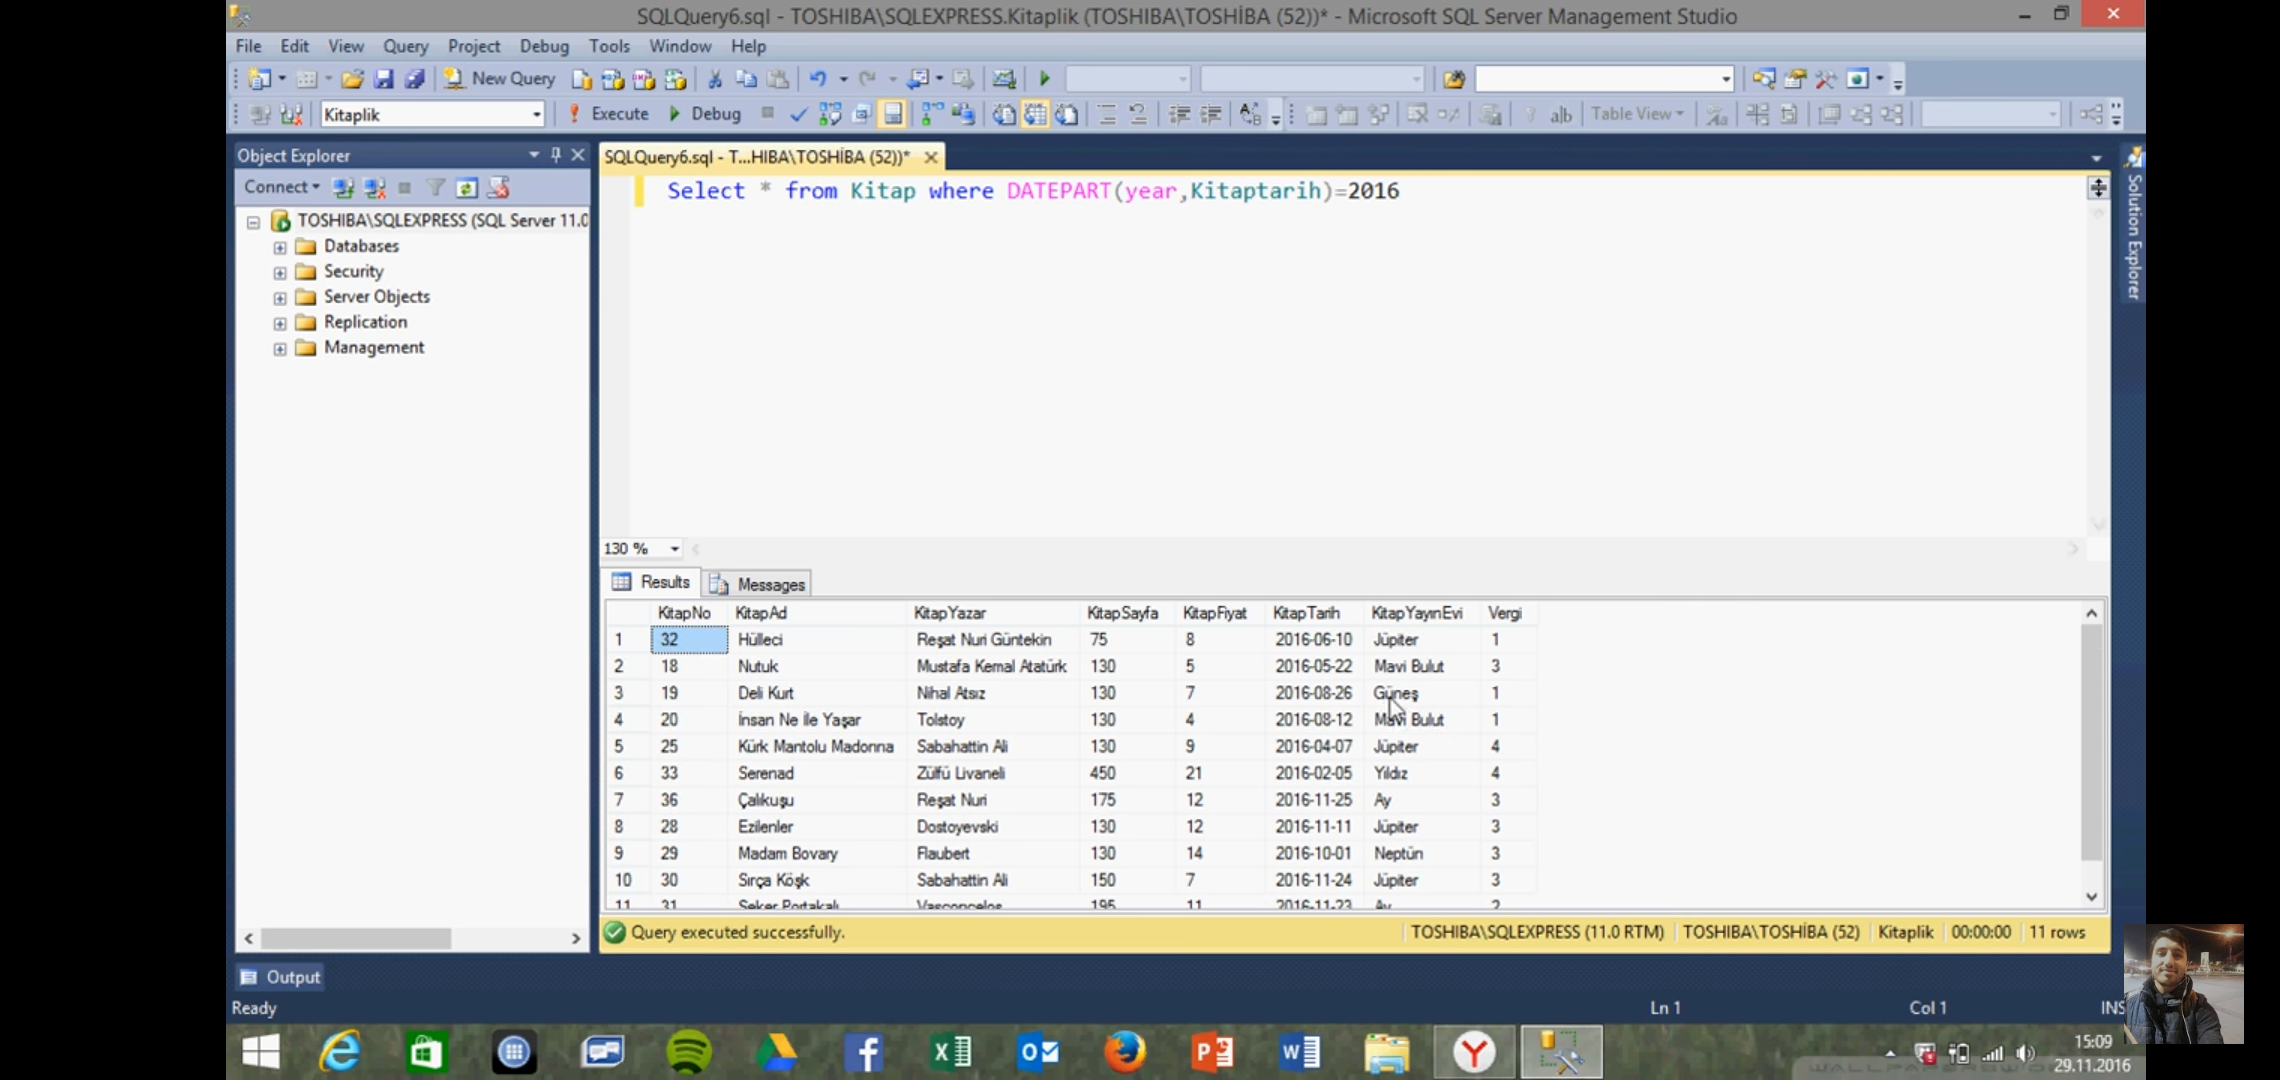 SQLQuery6.sql - TOSHIBA\SQLEXPRESS.Kitaplik (TOSHIBA\TOSHİBA (52))* - Microsoft SQL Server Management Studio
File Edit View Query Project Debug Tools Window Help
New Query
Kitaplik Execute Debug Table View
Object Explorer
SQLQuery6.sql - T...HIBA\TOSHİBA (52))*
Connect
Solution Explorer
Select * from Kitap where DATEPART(year,Kitaptarih)=2016
TOSHIBA\SQLEXPRESS (SQL Server 11.0
Databases
Security
Server Objects
Replication
Management
130 %
Results Messages
KitapNo KitapAd KitapYazar KitapSayfa KitapFiyat KitapTarih KitapYayınEvi Vergi
1 32 Hülleci Reşat Nuri Güntekin 75 8 2016-06-10 Jüpiter 1
2 18 Nutuk Mustafa Kemal Atatürk 130 5 2016-05-22 Mavi Bulut 3
3 19 Deli Kurt Nihal Atsız 130 7 2016-08-26 Güneş 1
4 20 İnsan Ne İle Yaşar Tolstoy 130 4 2016-08-12 Mavi Bulut 1
5 25 Kürk Mantolu Madonna Sabahattin Ali 130 9 2016-04-07 Jüpiter 4
6 33 Serenad Zülfü Livaneli 450 21 2016-02-05 Yıldız 4
7 36 Çalıkuşu Reşat Nuri 175 12 2016-11-25 Ay 3
8 28 Ezilenler Dostoyevski 130 12 2016-11-11 Jüpiter 3
9 29 Madam Bovary Flaubert 130 14 2016-10-01 Neptün 3
10 30 Sırça Köşk Sabahattin Ali 150 7 2016-11-24 Jüpiter 3
11 31 Şeker Portakalı Vasconcelos 195 11 2016-11-23 Ay 2
Query executed successfully. TOSHIBA\SQLEXPRESS (11.0 RTM) TOSHIBA\TOSHİBA (52) Kitaplik 00:00:00 11 rows
Output
Ready Ln 1 Col 1 INS
15:09
29.11.2016